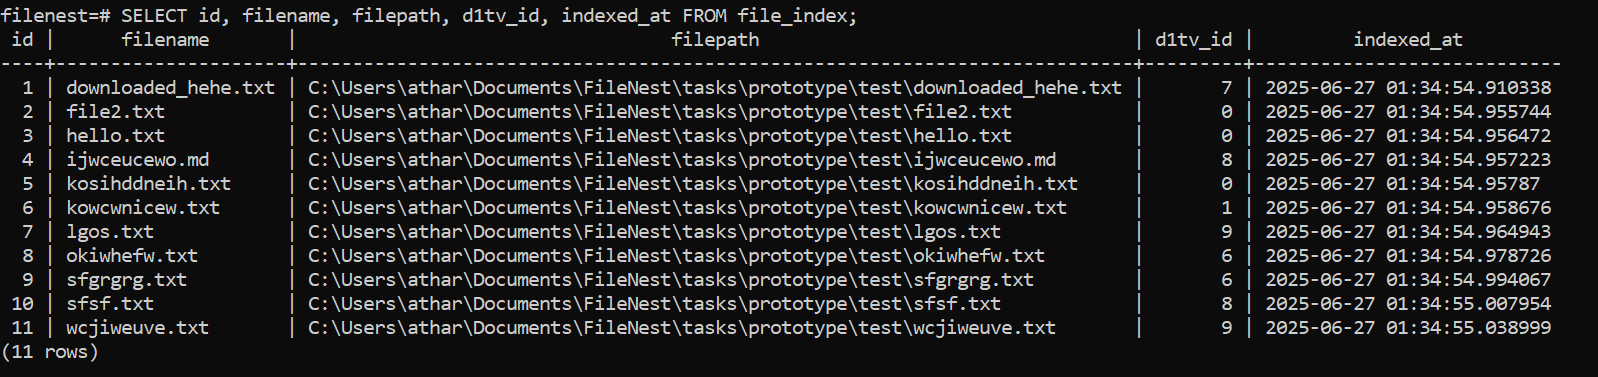 filenest=# SELECT id, filename, filepath, d1tv_id, indexed_at FROM file_index;
 id |      filename       |                               filepath                                | d1tv_id |         indexed_at
----+---------------------+-----------------------------------------------------------------------+---------+----------------------------
  1 | downloaded_hehe.txt | C:\Users\athar\Documents\FileNest\tasks\prototype\test\downloaded_hehe.txt |       7 | 2025-06-27 01:34:54.910338
  2 | file2.txt           | C:\Users\athar\Documents\FileNest\tasks\prototype\test\file2.txt           |       0 | 2025-06-27 01:34:54.955744
  3 | hello.txt           | C:\Users\athar\Documents\FileNest\tasks\prototype\test\hello.txt           |       0 | 2025-06-27 01:34:54.956472
  4 | ijwceucewo.md       | C:\Users\athar\Documents\FileNest\tasks\prototype\test\ijwceucewo.md       |       8 | 2025-06-27 01:34:54.957223
  5 | kosihddneih.txt     | C:\Users\athar\Documents\FileNest\tasks\prototype\test\kosihddneih.txt     |       0 | 2025-06-27 01:34:54.95787
  6 | kowcwnicew.txt      | C:\Users\athar\Documents\FileNest\tasks\prototype\test\kowcwnicew.txt      |       1 | 2025-06-27 01:34:54.958676
  7 | lgos.txt            | C:\Users\athar\Documents\FileNest\tasks\prototype\test\lgos.txt            |       9 | 2025-06-27 01:34:54.964943
  8 | okiwhefw.txt        | C:\Users\athar\Documents\FileNest\tasks\prototype\test\okiwhefw.txt        |       6 | 2025-06-27 01:34:54.978726
  9 | sfgrgrg.txt         | C:\Users\athar\Documents\FileNest\tasks\prototype\test\sfgrgrg.txt         |       6 | 2025-06-27 01:34:54.994067
 10 | sfsf.txt            | C:\Users\athar\Documents\FileNest\tasks\prototype\test\sfsf.txt            |       8 | 2025-06-27 01:34:55.007954
 11 | wcjiweuve.txt       | C:\Users\athar\Documents\FileNest\tasks\prototype\test\wcjiweuve.txt       |       9 | 2025-06-27 01:34:55.038999
(11 rows)